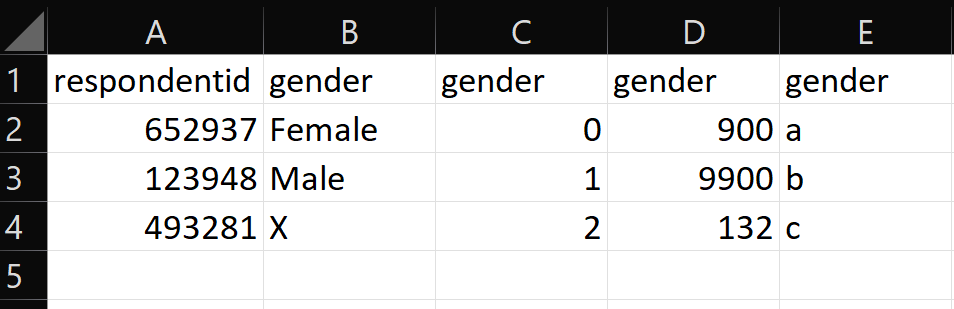 A B C D E
1 respondentid gender gender gender gender
2 652937 Female 0 900 a
3 123948 Male 1 9900 b
4 493281 X 2 132 c
5